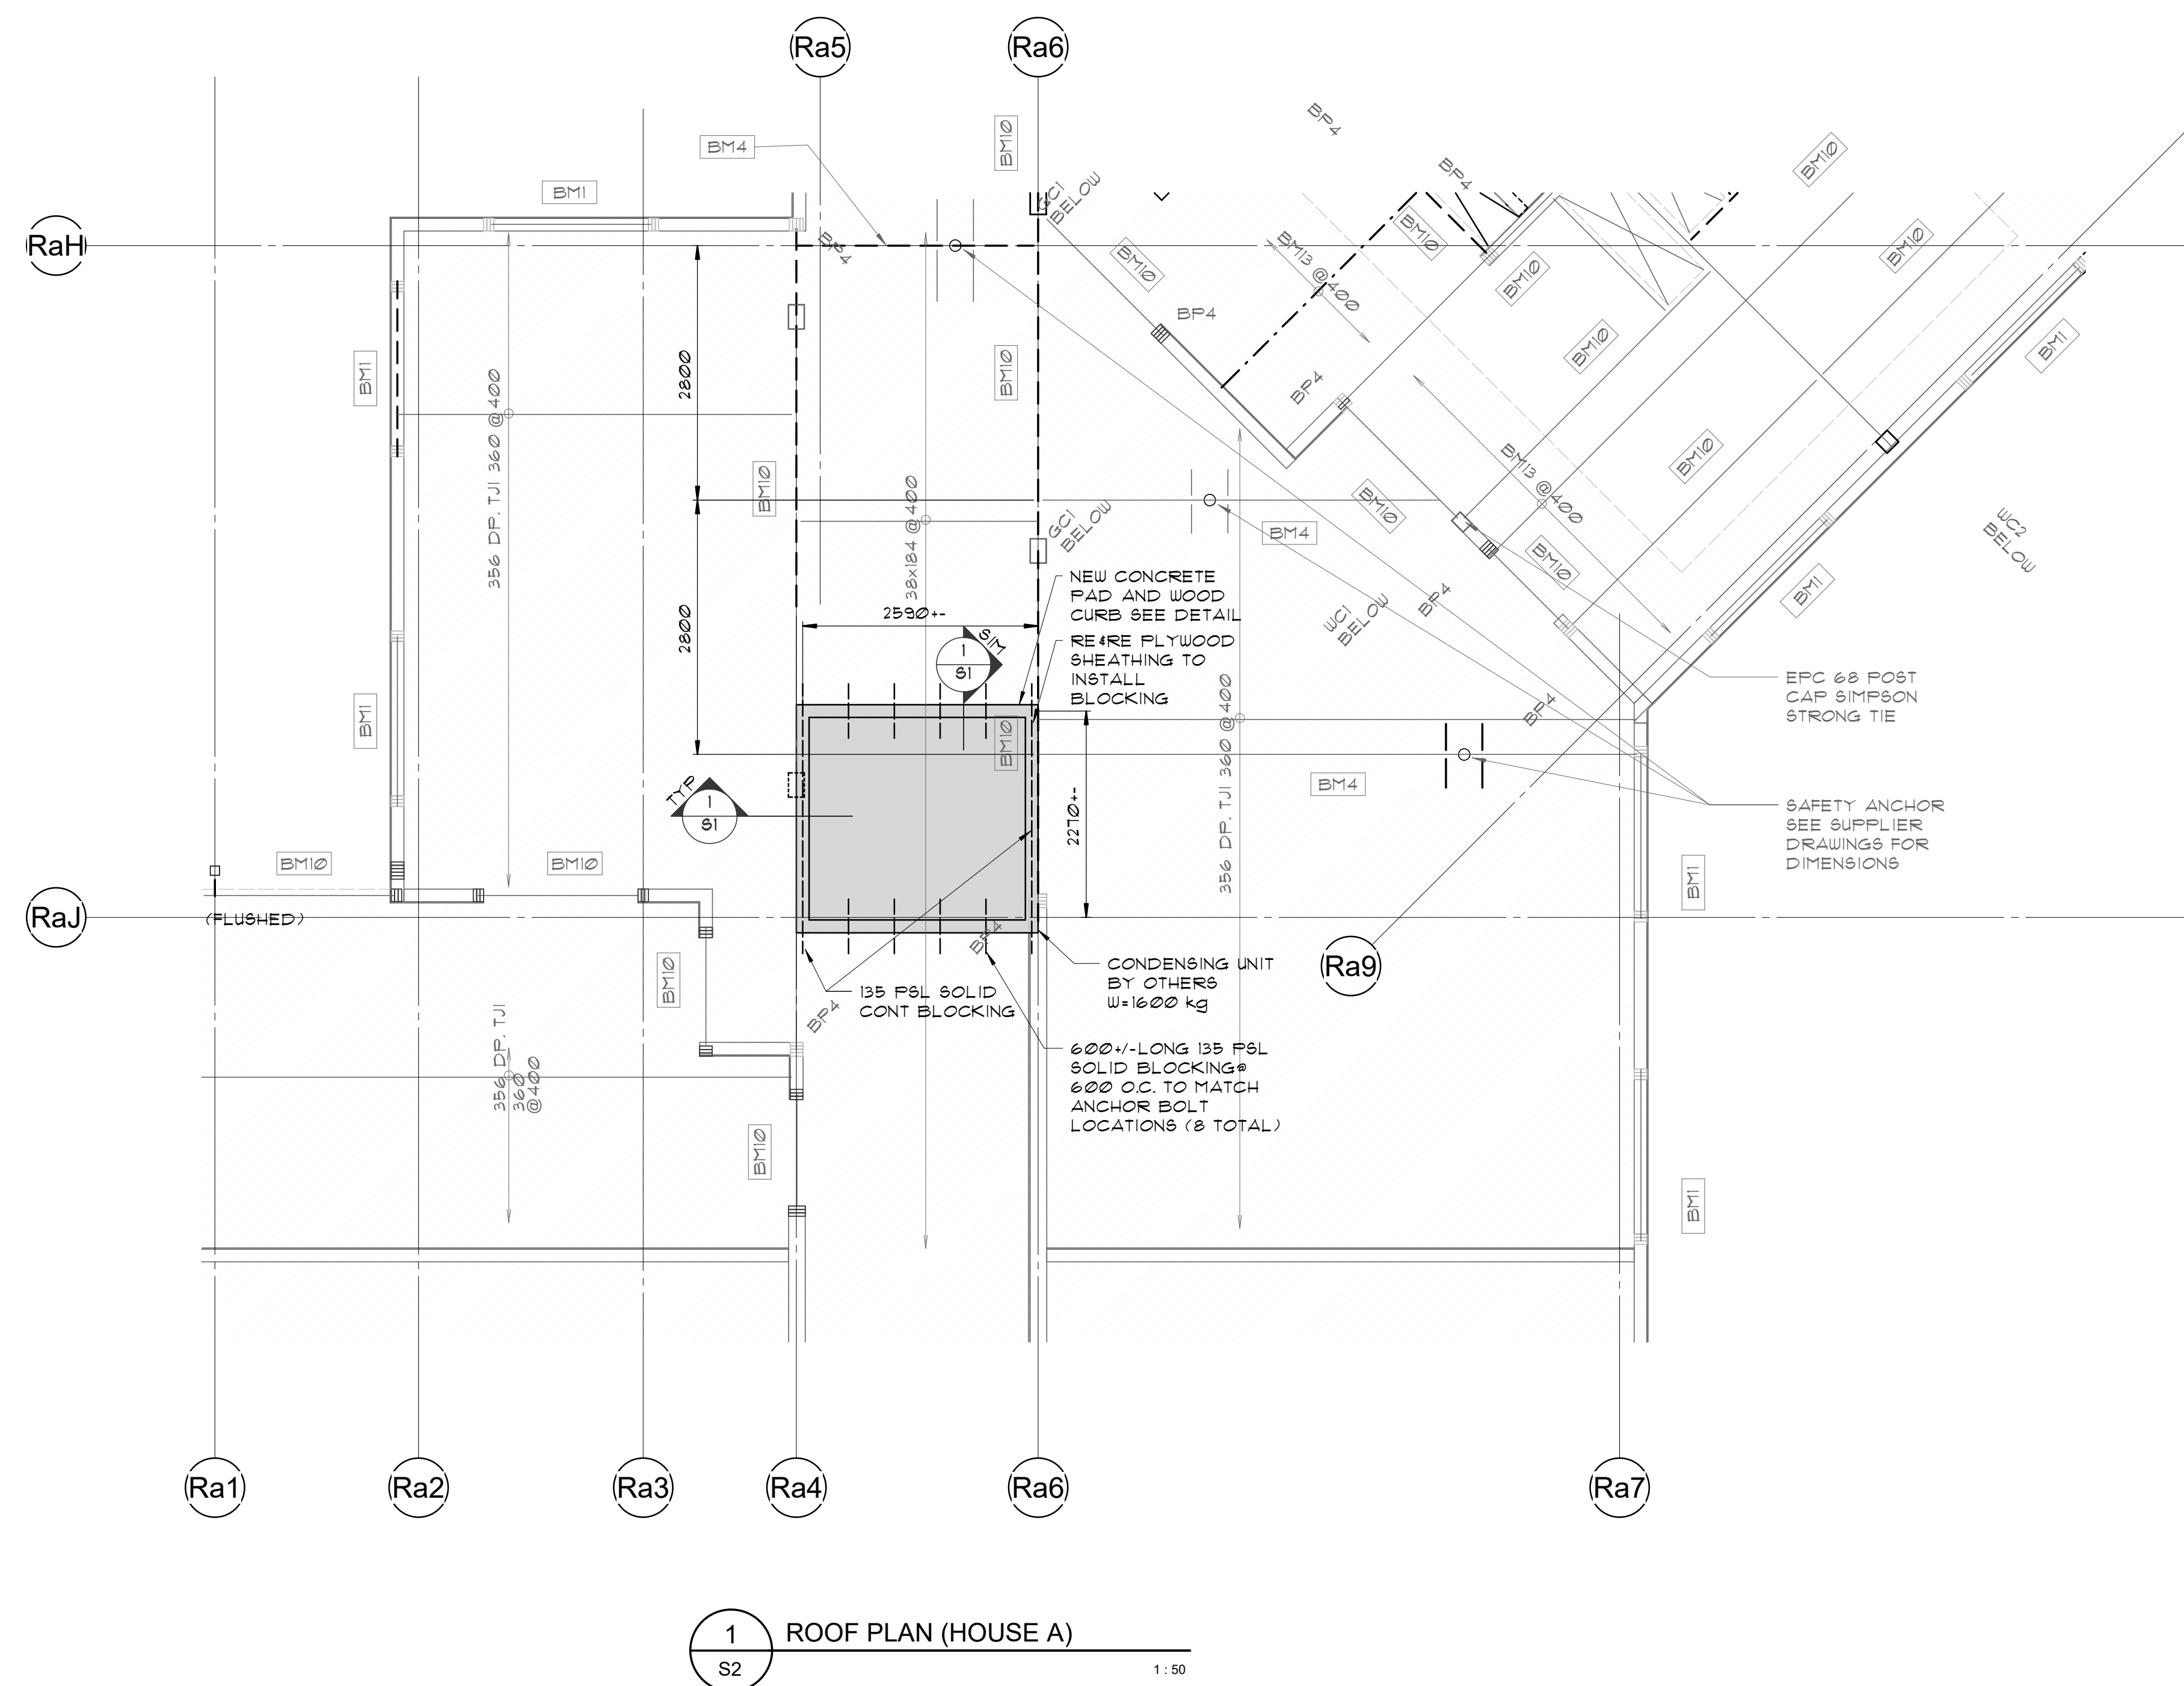 Ra5
Ra6
BM4
BM10
BP4
BM10
BM1
GC1
BELOW
BP4
BM10
RaH
BP4
BM10
BM13 @400
BM10
BM10
BM10
BP4
BM1
BM1
356 DP. TJI 360 @400
2800
BM10
BM10
BP4
BM10
BM13 @400
BM10
BM10
38x184 @400
GC1
BELOW
BM4
BM10
WC2
BELOW
BM1
NEW CONCRETE
PAD AND WOOD
CURB SEE DETAIL
2590+-
2800
SIM
1
S1
RE&RE PLYWOOD
SHEATHING TO
INSTALL
BLOCKING
WC1
BELOW
BP4
BM1
356 DP. TJI 360 @400
BP4
EPC 68 POST
CAP SIMPSON
STRONG TIE
BM10
TYP
1
S1
2270+-
BM4
SAFETY ANCHOR
SEE SUPPLIER
DRAWINGS FOR
DIMENSIONS
BM10
BM10
BM1
RaJ
(FLUSHED)
BP4
BM10
CONDENSING UNIT
BY OTHERS
W=1600 kg
Ra9
135 PSL SOLID
CONT BLOCKING
BP4
356 DP. TJI
360
@400
600+/-LONG 135 PSL
SOLID BLOCKING@
600 O.C. TO MATCH
ANCHOR BOLT
LOCATIONS (8 TOTAL)
BM10
BM1
Ra1
Ra2
Ra3
Ra4
Ra6
Ra7
1
S2
ROOF PLAN (HOUSE A)
1 : 50